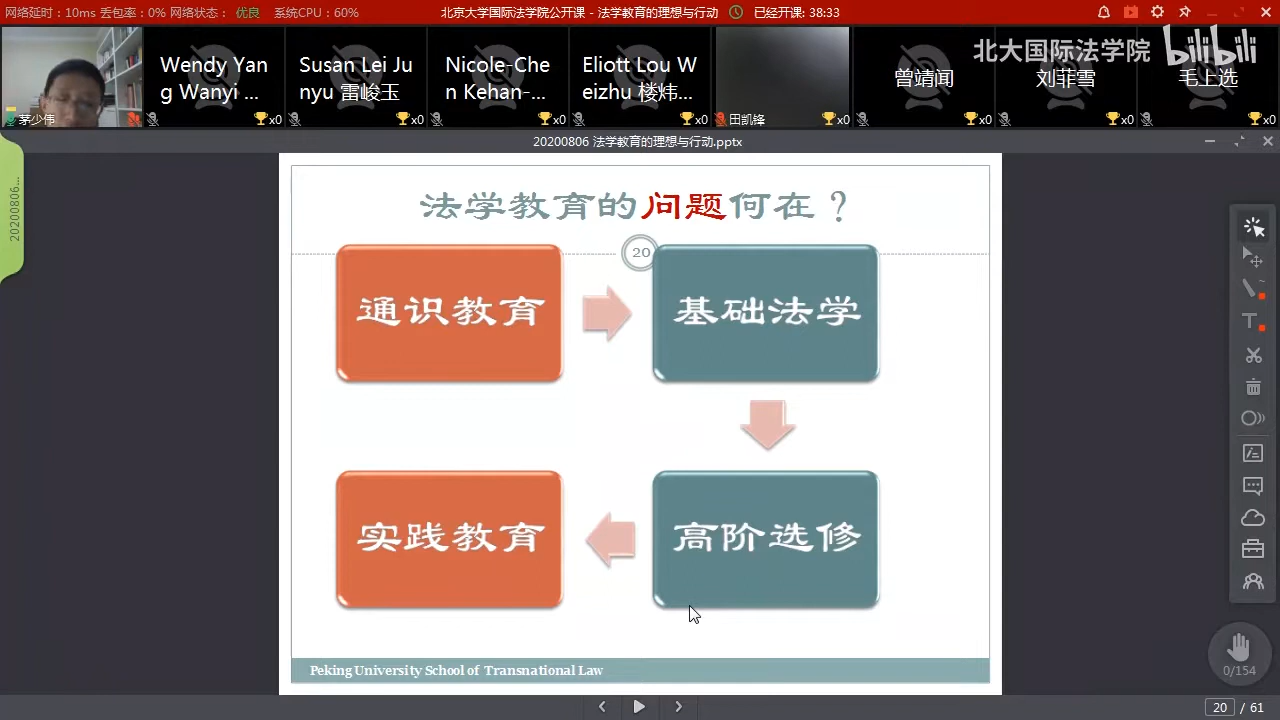 网络延时：10ms 丢包率：0% 网络状态： 优良 系统CPU：60%
北京大学国际法学院公开课 - 法学教育的理想与行动
已经开课: 38:33
北大国际法学院 bilibili
Wendy Yan
g Wanyi ...
Susan Lei Ju
nyu 雷峻玉
Nicole-Che
n Kehan-...
Eliott Lou W
eizhu 楼炜...
曾靖闻
刘菲雪
毛上选
茅少伟
x0
x0
x0
x0
田凯锋
x0
x0
x0
x0
20200806 法学教育的理想与行动.pptx
20200806...
法学教育的问题何在？
20
通识教育
基础法学
实践教育
高阶选修
Peking University School of Transnational Law
0/154
20 / 61